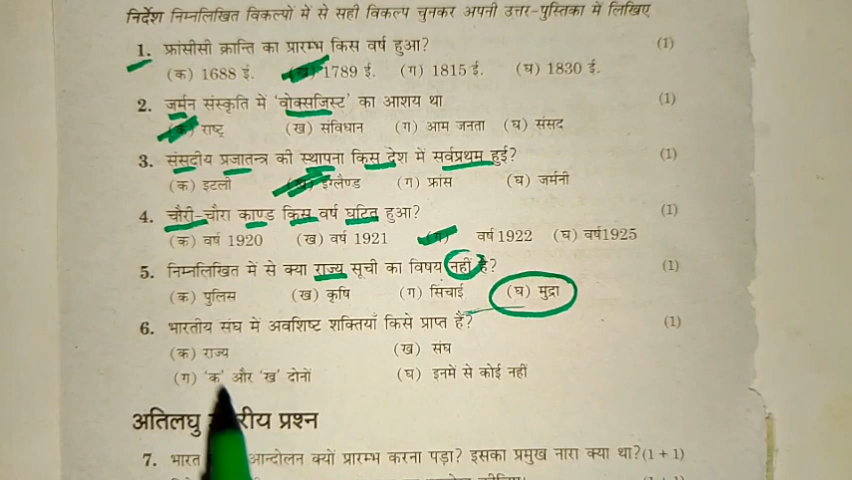 निर्देश निम्नलिखित विकल्पों में से सही विकल्प चुनकर अपनी उत्तर-पुस्तिका में लिखिए
1. फ्रांसीसी क्रान्ति का प्रारम्भ किस वर्ष हुआ? (1)
(क) 1688 ई. (ख) 1789 ई. (ग) 1815 ई. (घ) 1830 ई.
2. जर्मन संस्कृति में 'वोक्सजिस्ट' का आशय था (1)
(क) राष्ट्र (ख) संविधान (ग) आम जनता (घ) संसद
3. संसदीय प्रजातन्त्र की स्थापना किस देश में सर्वप्रथम हुई? (1)
(क) इटली (ख) इंग्लैण्ड (ग) फ्रांस (घ) जर्मनी
4. चौरी-चौरा काण्ड किस वर्ष घटित हुआ? (1)
(क) वर्ष 1920 (ख) वर्ष 1921 (ग) वर्ष 1922 (घ) वर्ष1925
5. निम्नलिखित में से क्या राज्य सूची का विषय नहीं है? (1)
(क) पुलिस (ख) कृषि (ग) सिंचाई (घ) मुद्रा
6. भारतीय संघ में अवशिष्ट शक्तियाँ किसे प्राप्त हैं? (1)
(क) राज्य (ख) संघ
(ग) 'क' और 'ख' दोनों (घ) इनमें से कोई नहीं
अतिलघु प्रश्न
7. भारत आन्दोलन क्यों प्रारम्भ करना पड़ा? इसका प्रमुख नारा क्या था? (1 + 1)